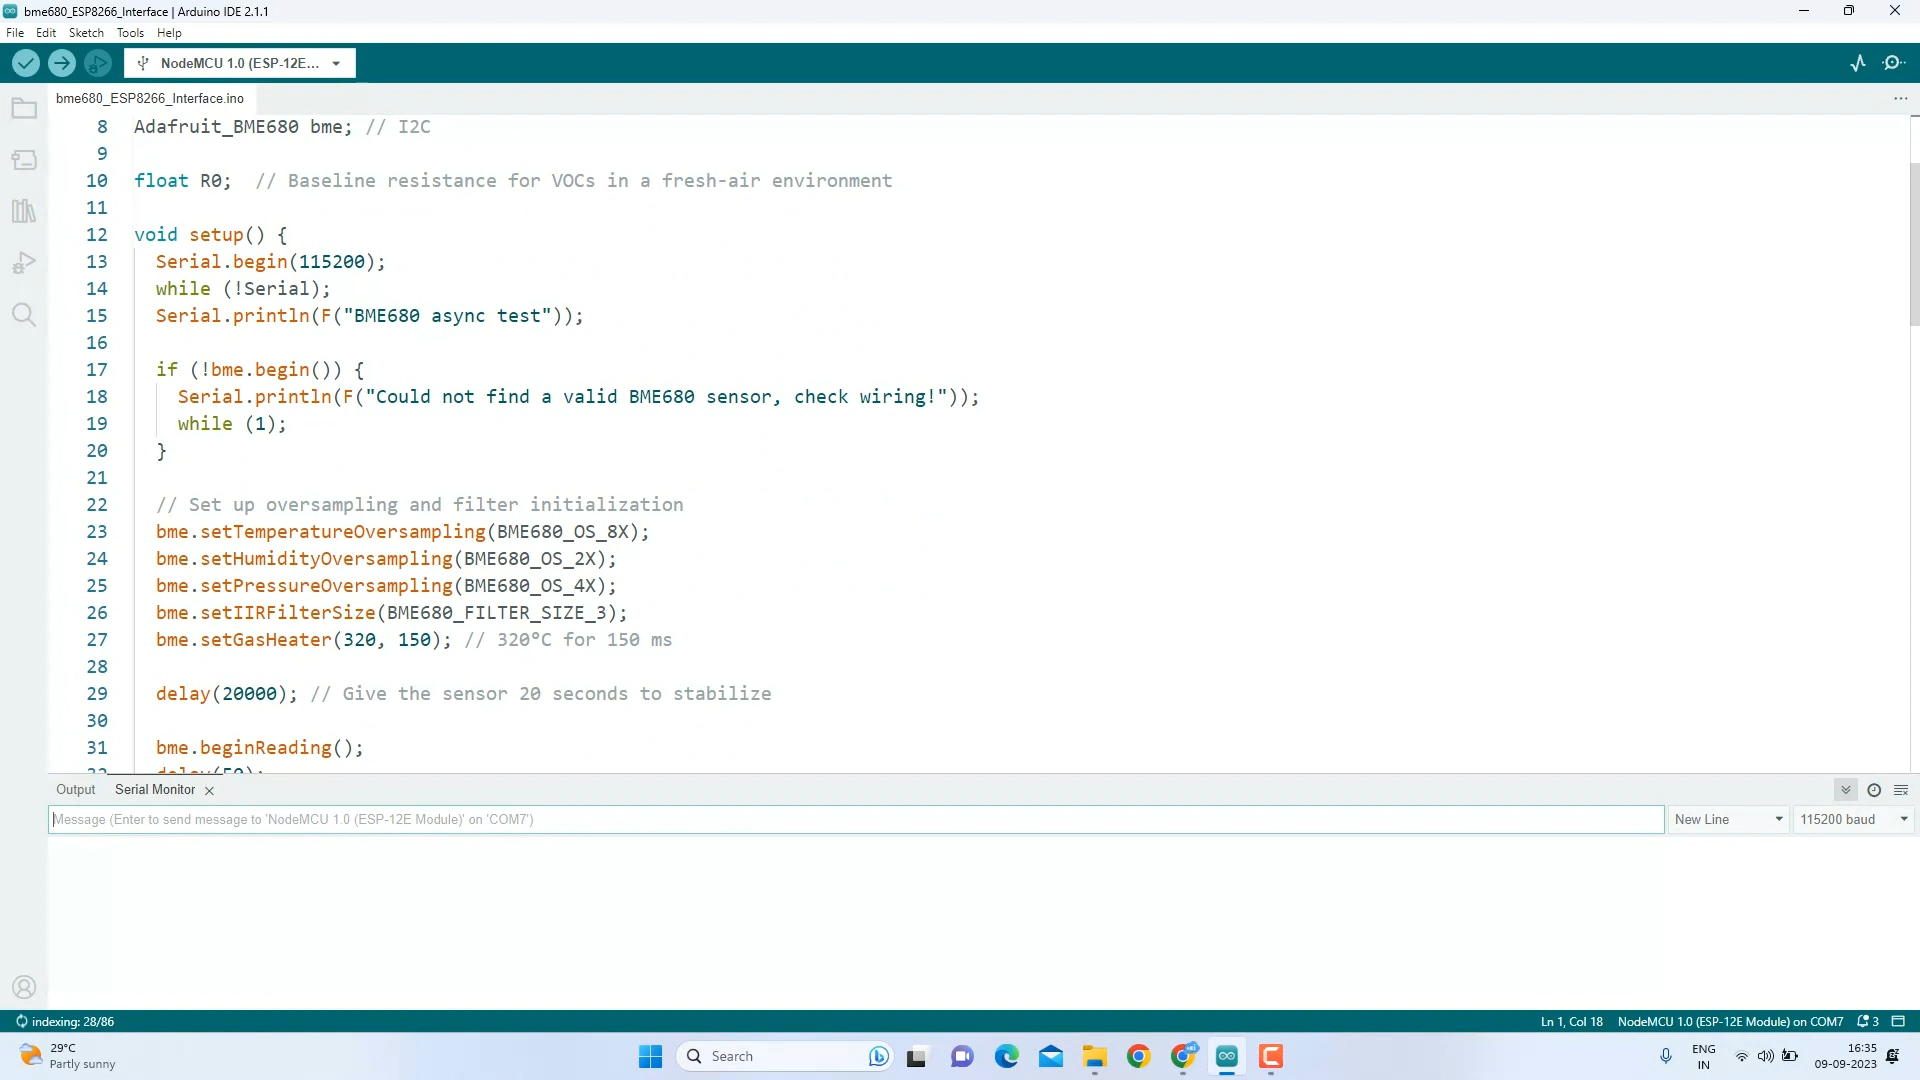 bme680_ESP8266_Interface | Arduino IDE 2.1.1
File Edit Sketch Tools Help
NodeMCU 1.0 (ESP-12E...
bme680_ESP8266_Interface.ino
8 Adafruit_BME680 bme; // I2C
9
10 float R0; // Baseline resistance for VOCs in a fresh-air environment
11
12 void setup() {
13 Serial.begin(115200);
14 while (!Serial);
15 Serial.println(F("BME680 async test"));
16
17 if (!bme.begin()) {
18 Serial.println(F("Could not find a valid BME680 sensor, check wiring!"));
19 while (1);
20 }
21
22 // Set up oversampling and filter initialization
23 bme.setTemperatureOversampling(BME680_OS_8X);
24 bme.setHumidityOversampling(BME680_OS_2X);
25 bme.setPressureOversampling(BME680_OS_4X);
26 bme.setIIRFilterSize(BME680_FILTER_SIZE_3);
27 bme.setGasHeater(320, 150); // 320°C for 150 ms
28
29 delay(20000); // Give the sensor 20 seconds to stabilize
30
31 bme.beginReading();
32 delay(50);
Output Serial Monitor
Message (Enter to send message to 'NodeMCU 1.0 (ESP-12E Module)' on 'COM7')
New Line 115200 baud
indexing: 28/86 Ln 1, Col 18 NodeMCU 1.0 (ESP-12E Module) on COM7 3
29°C
Partly sunny
Search
ENG
IN
16:35
09-09-2023